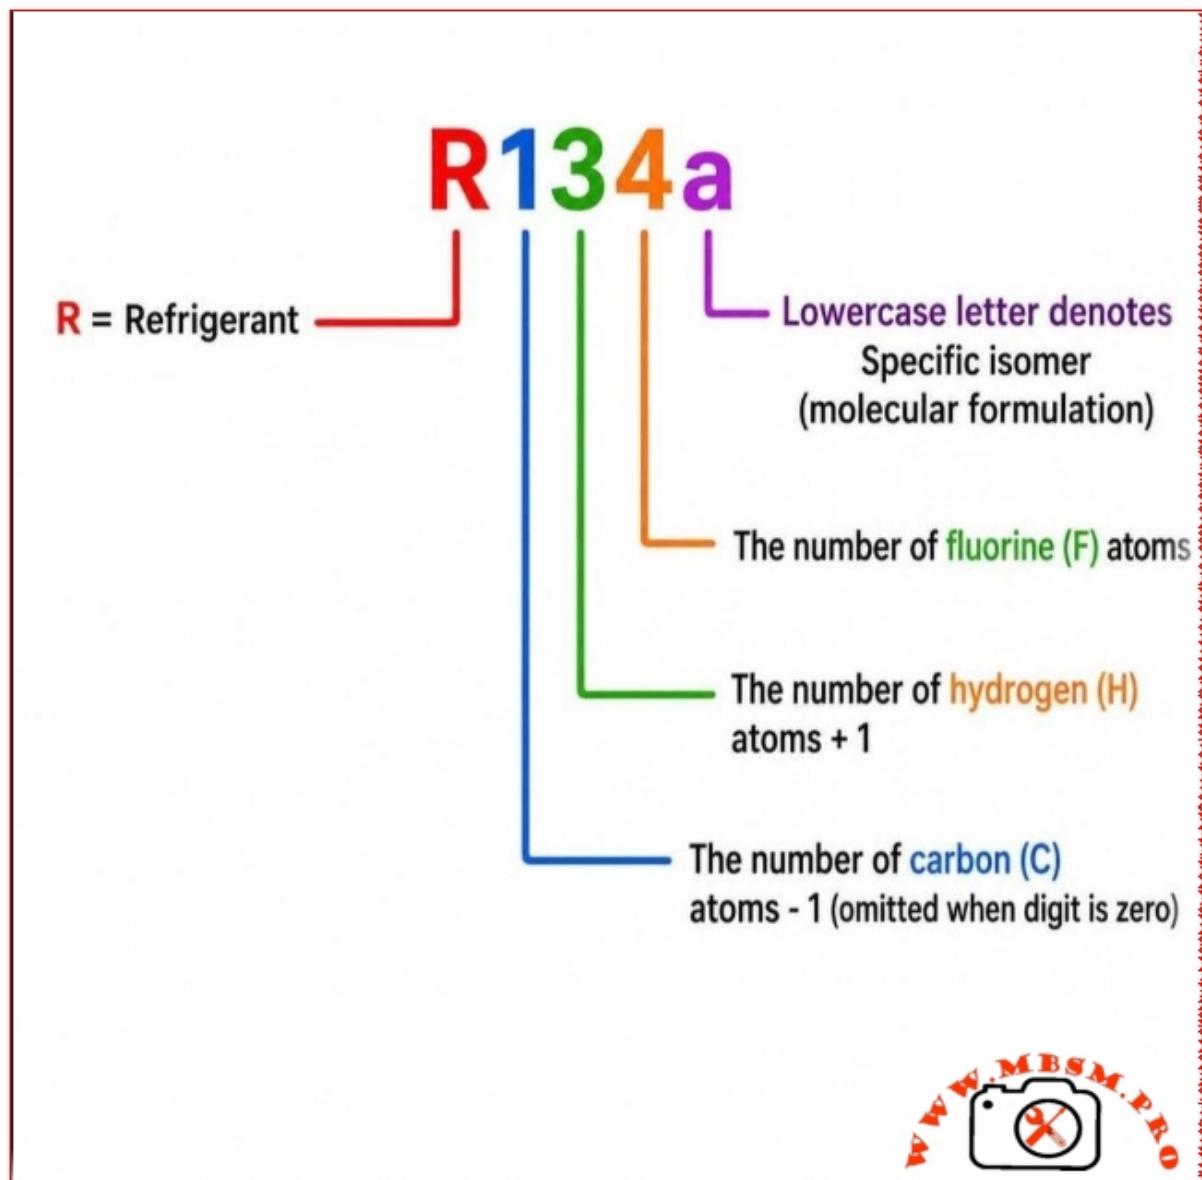 R134a
R = Refrigerant
Lowercase letter denotes
Specific isomer
(molecular formulation)
The number of fluorine (F) atoms
The number of hydrogen (H)
atoms + 1
The number of carbon (C)
atoms - 1 (omitted when digit is zero)
WWW.MBSM.PRO